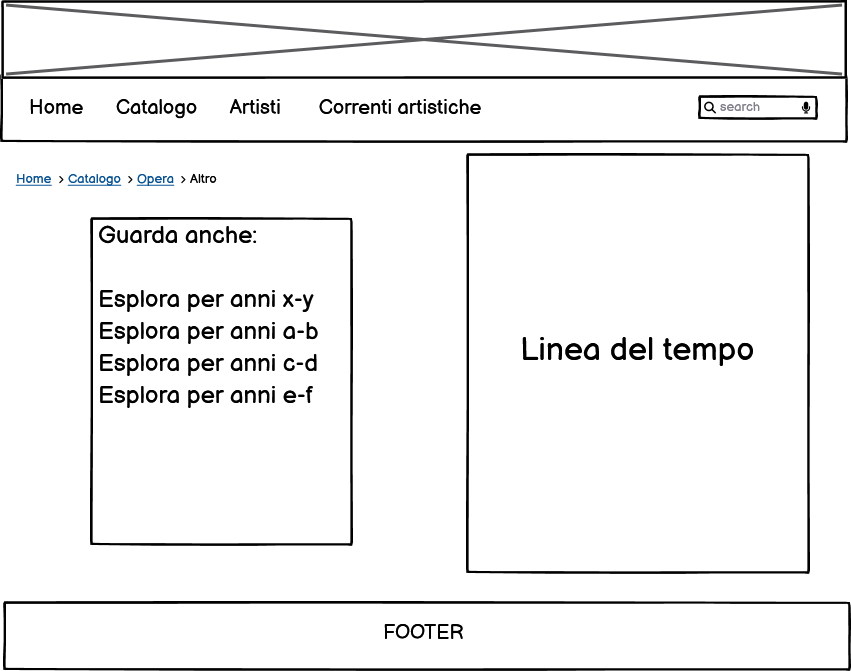 Home Catalogo Artisti Correnti artistiche search
Home > Catalogo > Opera > Altro
Guarda anche:
Esplora per anni x-y
Esplora per anni a-b
Esplora per anni c-d
Esplora per anni e-f
Linea del tempo
FOOTER